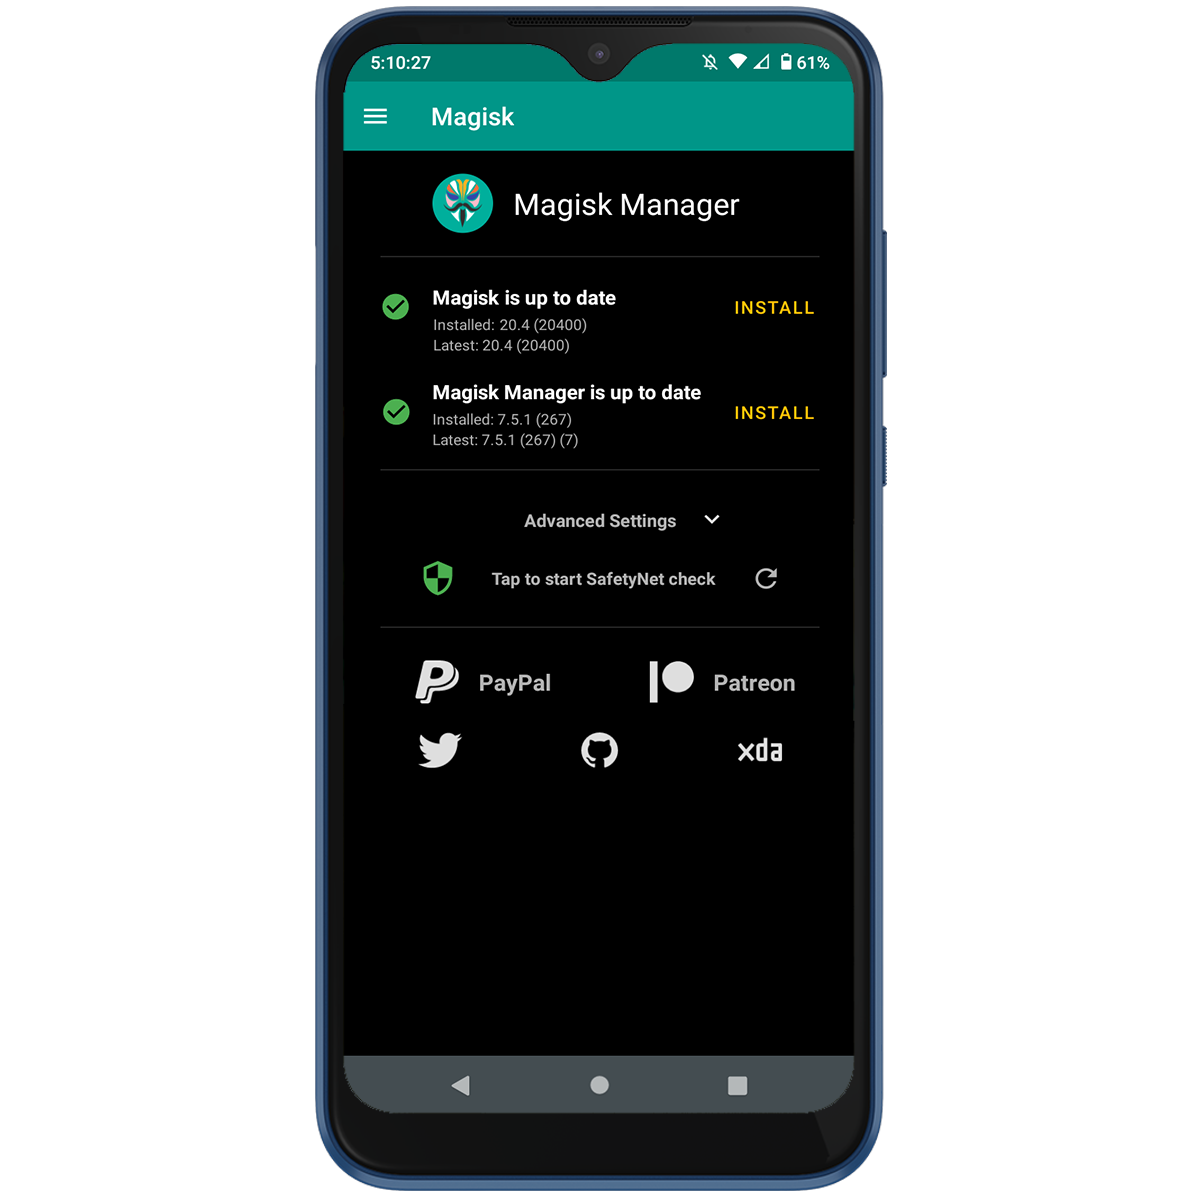 5:10:27
61%
Magisk
Magisk Manager
Magisk is up to date
INSTALL
Installed: 20.4 (20400)
Latest: 20.4 (20400)
Magisk Manager is up to date
INSTALL
Installed: 7.5.1 (267)
Latest: 7.5.1 (267) (7)
Advanced Settings
Tap to start SafetyNet check
PayPal
Patreon
xda